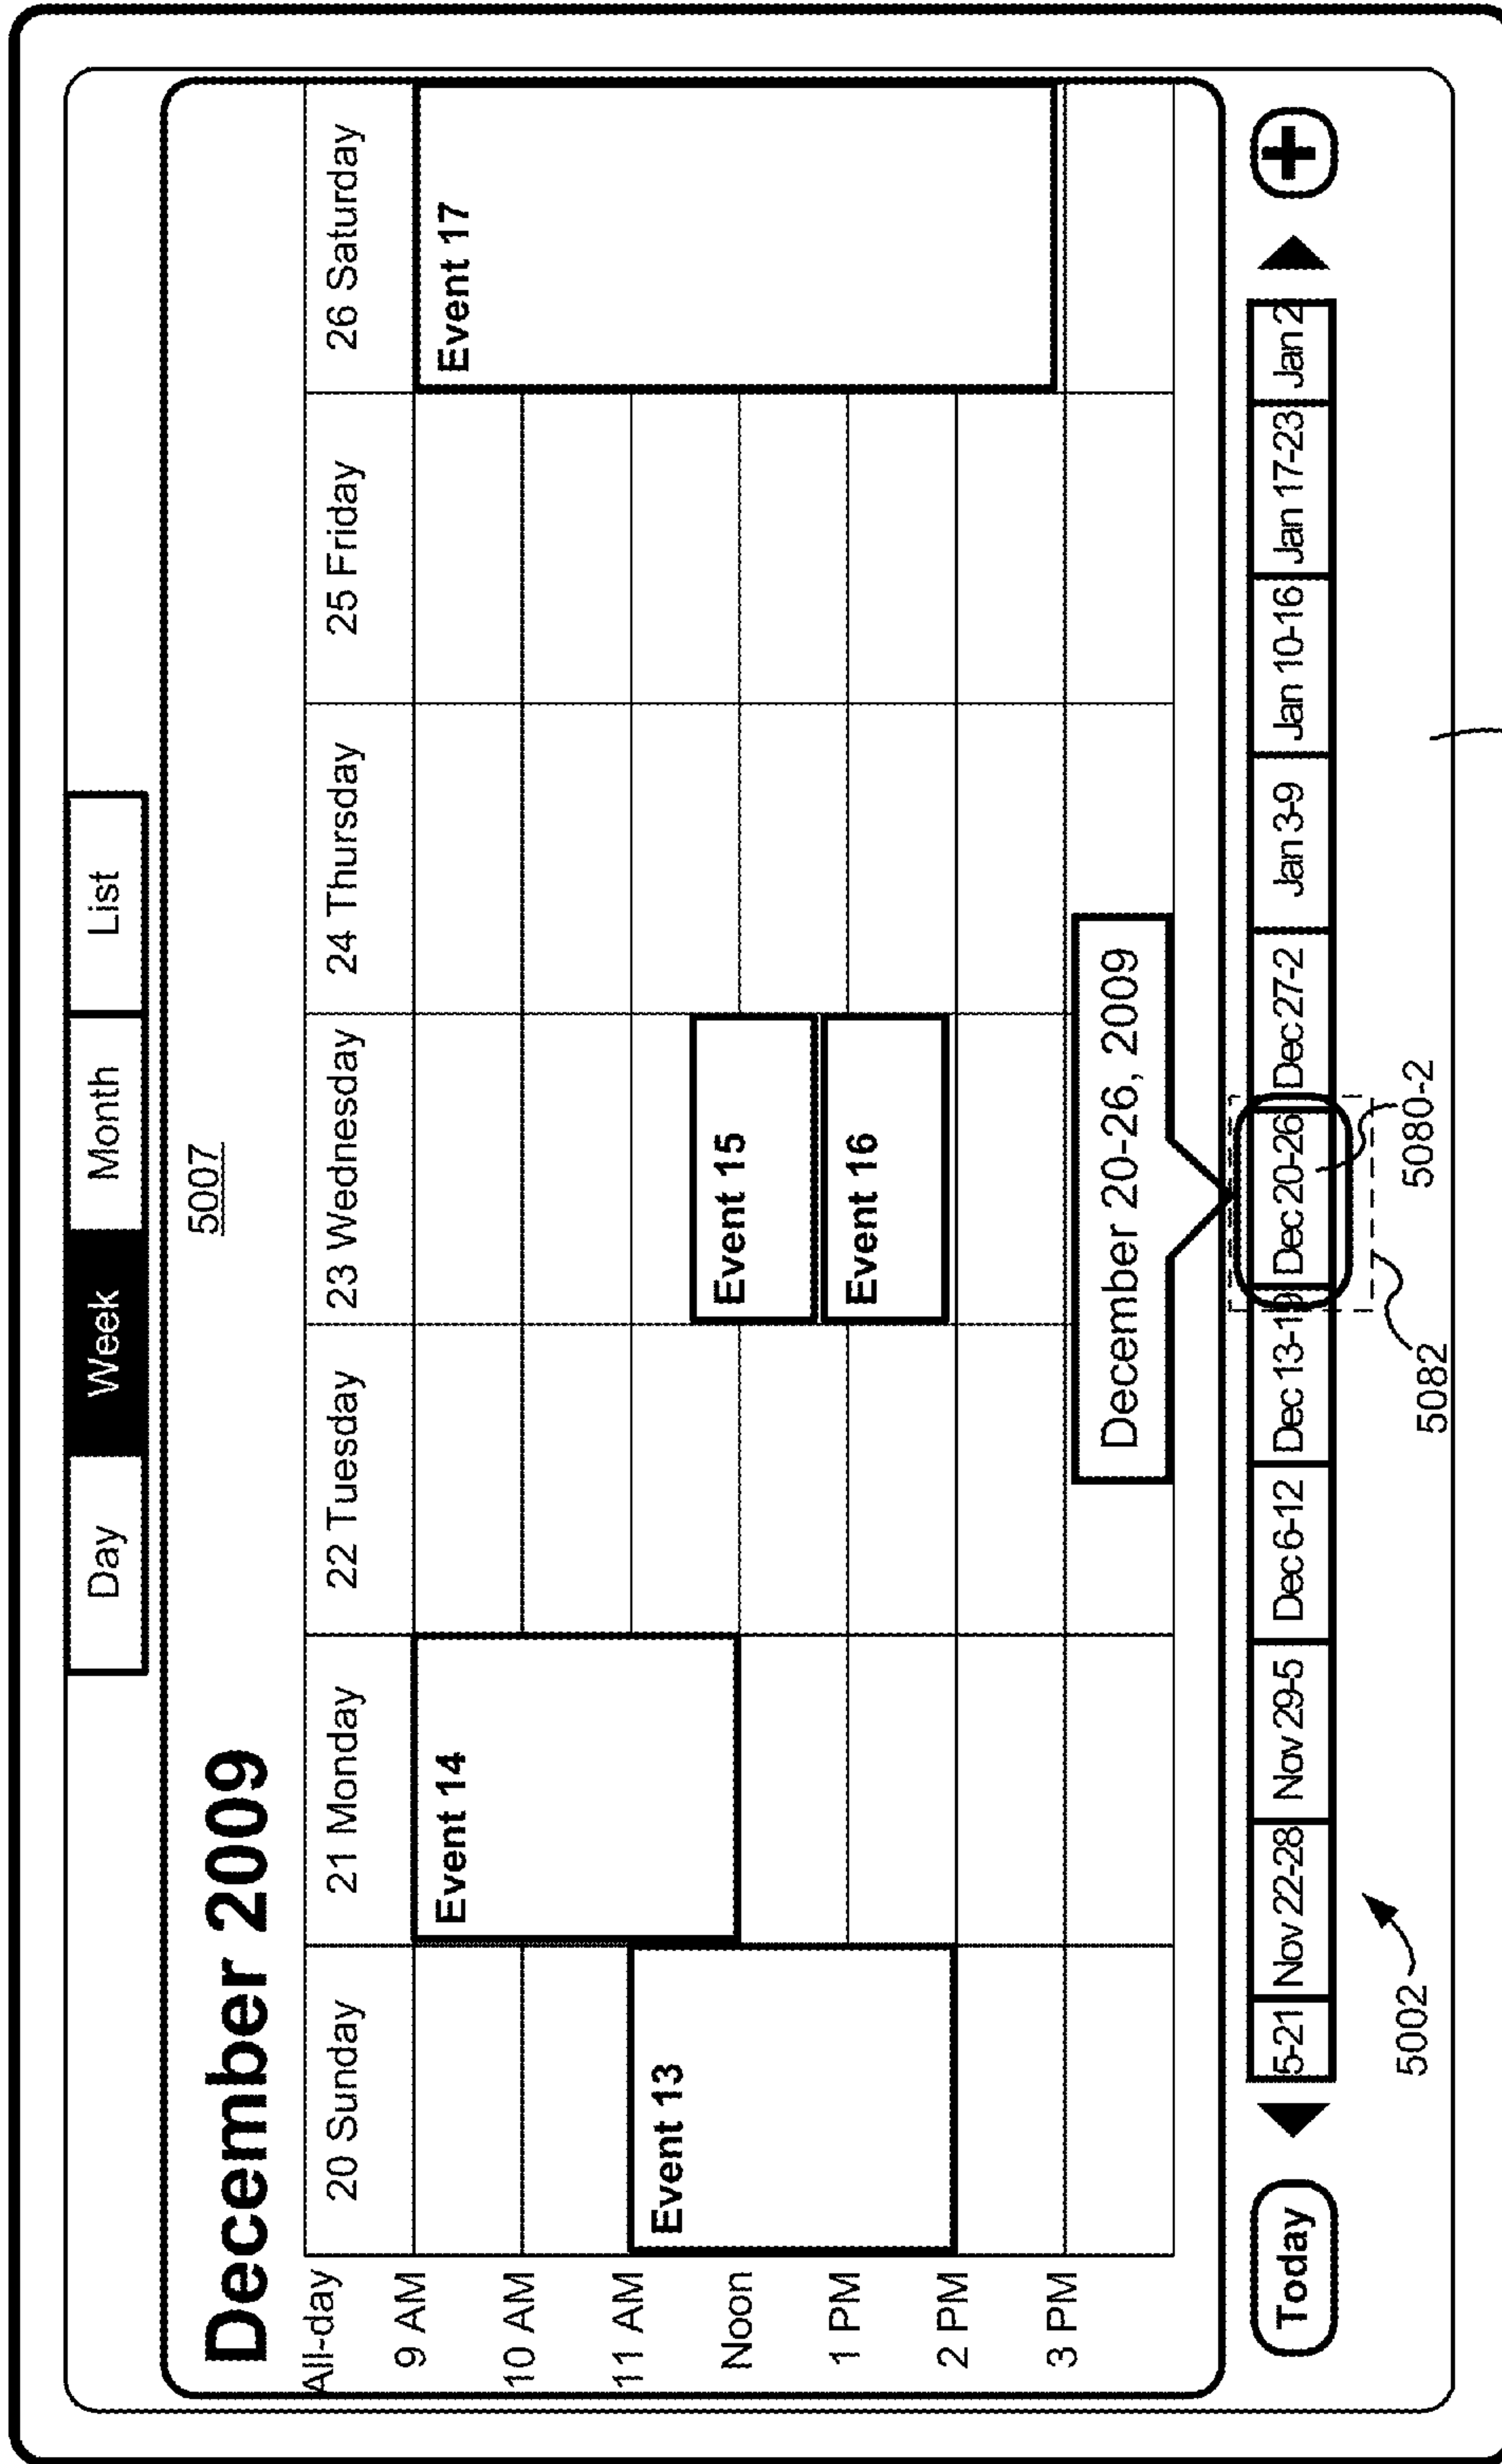 Day Week Month List
December 2009
5007
All-day 20 Sunday 21 Monday 22 Tuesday 23 Wednesday 24 Thursday 25 Friday 26 Saturday
9 AM
Event 14 Event 17
10 AM
11 AM
Event 13
Event 15
Noon
1 PM
Event 16
2 PM
3 PM
December 20-26, 2009
Today 5-21 Nov 22-28 Nov 29-5 Dec 6-12 Dec 13-19 Dec 20-26 Dec 27-2 Jan 3-9 Jan 10-16 Jan 17-23 Jan 2 +
5002 5082 5080-2